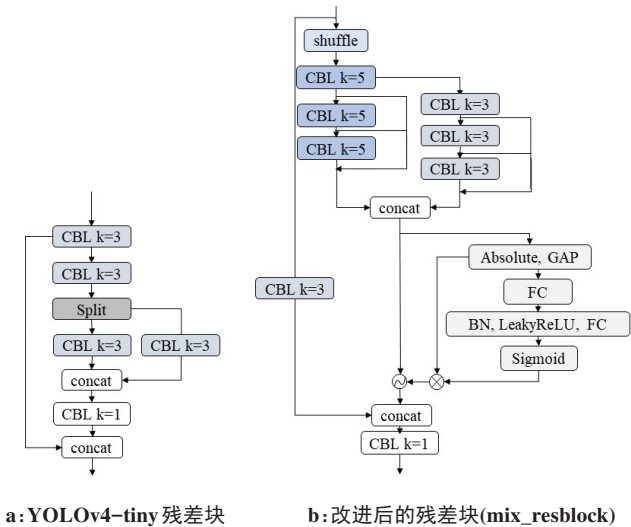 CBL k=3
CBL k=3
Split
CBL k=3
CBL k=3
concat
CBL k=1
concat
a:YOLOv4-tiny 残差块
shuffle
CBL k=5
CBL k=5
CBL k=5
CBL k=3
CBL k=3
CBL k=3
concat
CBL k=3
Absolute, GAP
FC
BN, LeakyReLU, FC
Sigmoid
concat
CBL k=1
b:改进后的残差块(mix_resblock)